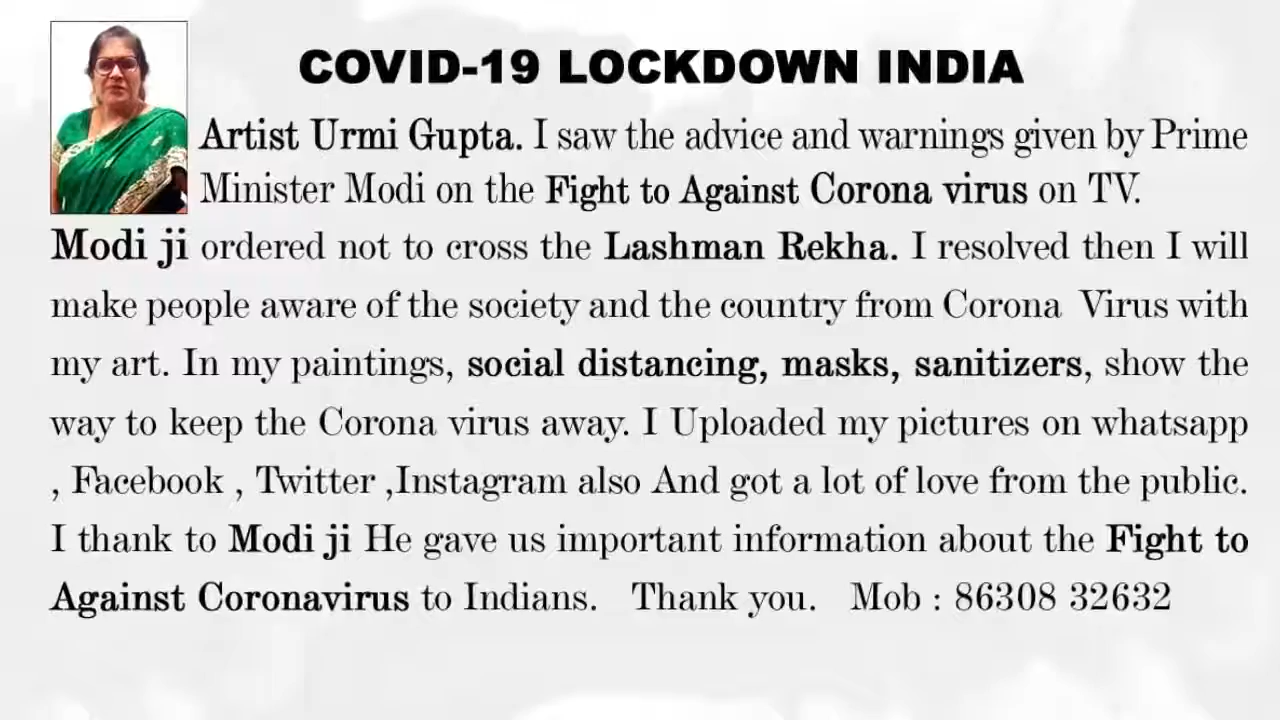 COVID-19 LOCKDOWN INDIA
Artist Urmi Gupta. I saw the advice and warnings given by Prime
Minister Modi on the Fight to Against Corona virus on TV.
Modi ji ordered not to cross the Lashman Rekha. I resolved then I will
make people aware of the society and the country from Corona Virus with
my art. In my paintings, social distancing, masks, sanitizers, show the
way to keep the Corona virus away. I Uploaded my pictures on whatsapp
, Facebook , Twitter ,Instagram also And got a lot of love from the public.
I thank to Modi ji He gave us important information about the Fight to
Against Coronavirus to Indians. Thank you. Mob : 86308 32632